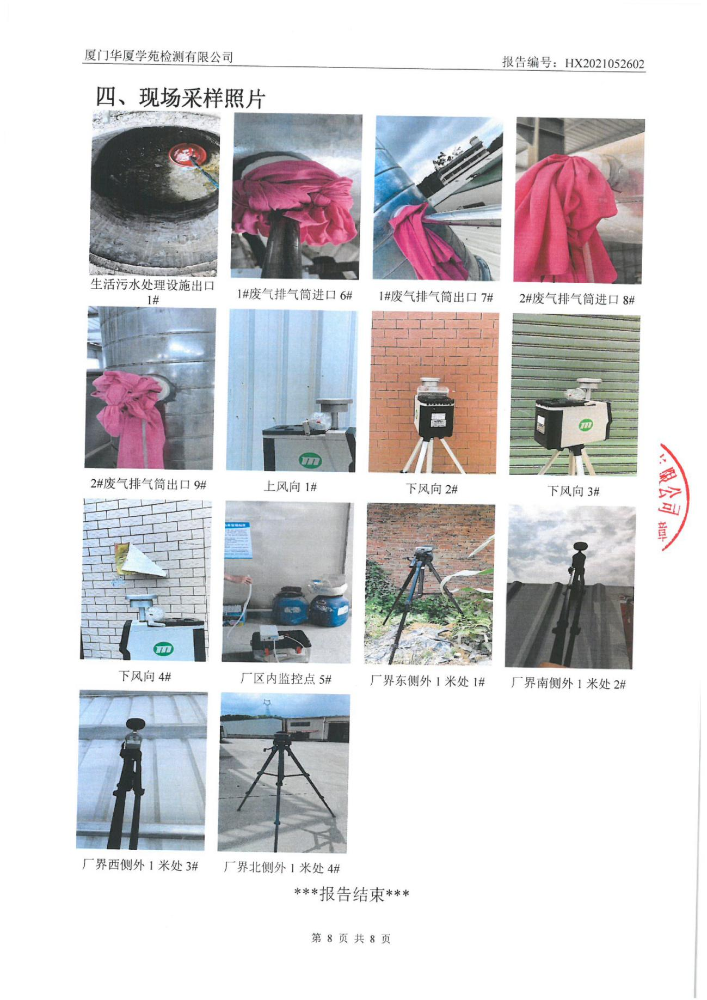 厦门华厦学苑检测有限公司
报告编号：HX2021052602
四、现场采样照片
生活污水处理设施出口
1#
1#废气排气筒进口 6#
1#废气排气筒出口 7#
2#废气排气筒进口 8#
2#废气排气筒出口 9#
上风向 1#
下风向 2#
下风向 3#
下风向 4#
厂区内监控点 5#
厂界东侧外 1 米处 1#
厂界南侧外 1 米处 2#
厂界西侧外 1 米处 3#
厂界北侧外 1 米处 4#
限公司
章
***报告结束***
第 8 页 共 8 页